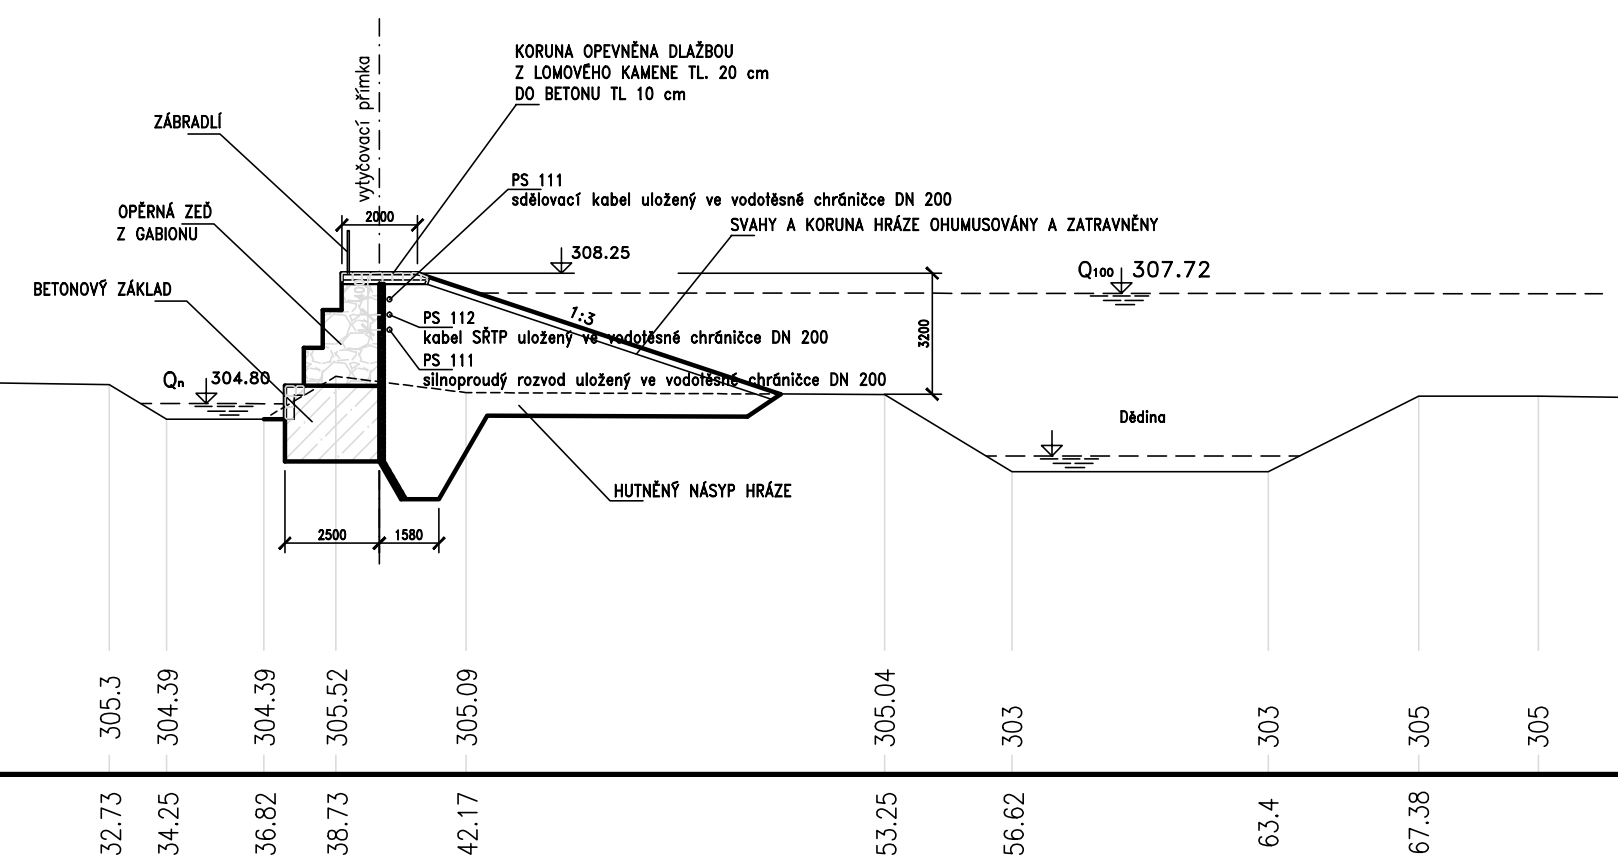 KORUNA OPEVNĚNA DLAŽBOU
Z LOMOVÉHO KAMENE TL. 20 cm
DO BETONU TL 10 cm
vytyčovací přímka
ZÁBRADLÍ
PS 111
sdělovací kabel uložený ve vodotěsné chráničce DN 200
OPĚRNÁ ZEĎ
Z GABIONU
2000
SVAHY A KORUNA HRÁZE OHUMUSOVÁNY A ZATRAVNĚNY
308.25
Q100 307.72
BETONOVÝ ZÁKLAD
1:3
PS 112
kabel SŘTP uložený ve vodotěsné chráničce DN 200
3200
PS 111
silnoproudý rozvod uložený ve vodotěsné chráničce DN 200
Qn 304.80
Dědina
HUTNĚNÝ NÁSYP HRÁZE
2500
1580
305.3
304.39
304.39
305.52
305.09
305.04
303
303
305
305
32.73
34.25
36.82
38.73
42.17
53.25
56.62
63.4
67.38